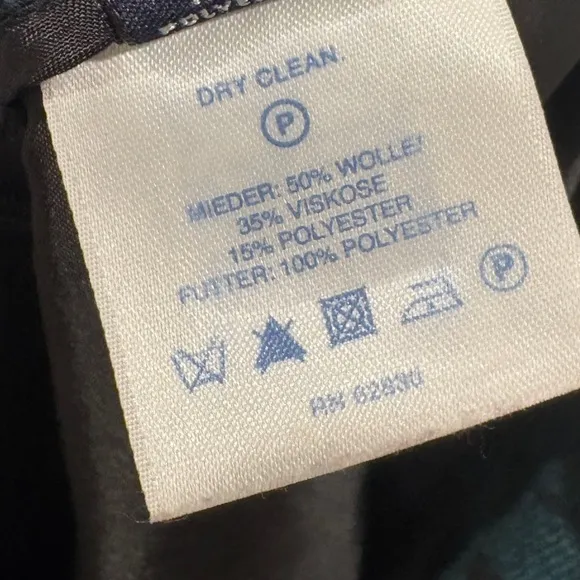 DRY CLEAN.
P
MIEDER: 50% WOLLE/
35% VISKOSE
15% POLYESTER
FUTTER: 100% POLYESTER
P